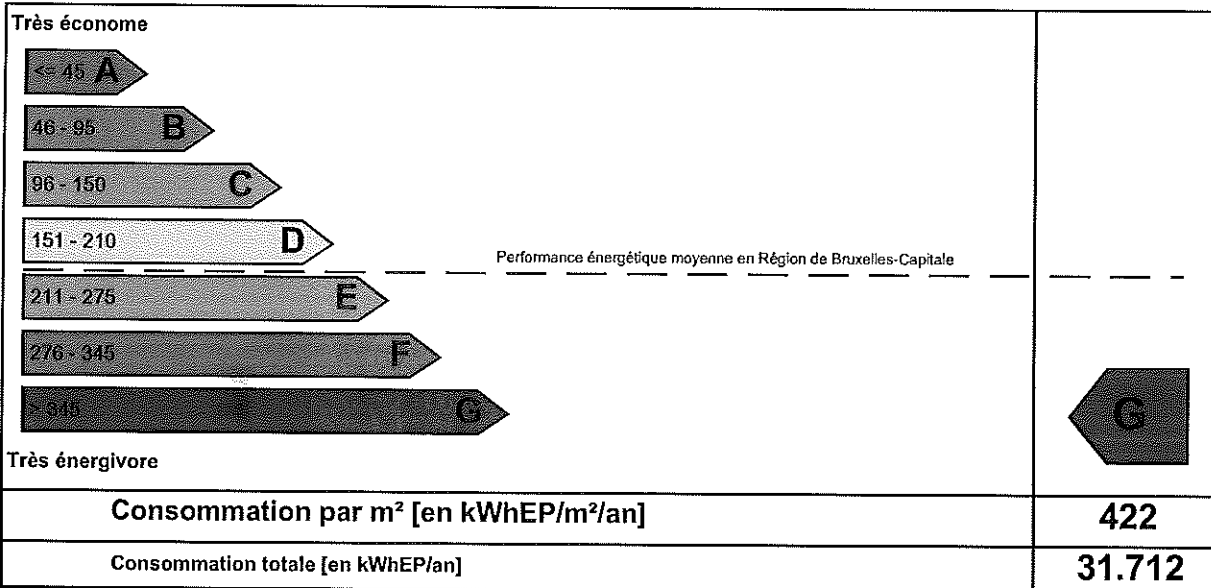 Très économe
<= 45 A
46 - 95 B
96 - 150 C
151 - 210 D
Performance énergétique moyenne en Région de Bruxelles-Capitale
211 - 275 E
276 - 345 F
> 345 G
G
Très énergivore
Consommation par m² [en kWhEP/m²/an] 422
Consommation totale [en kWhEP/an] 31.712